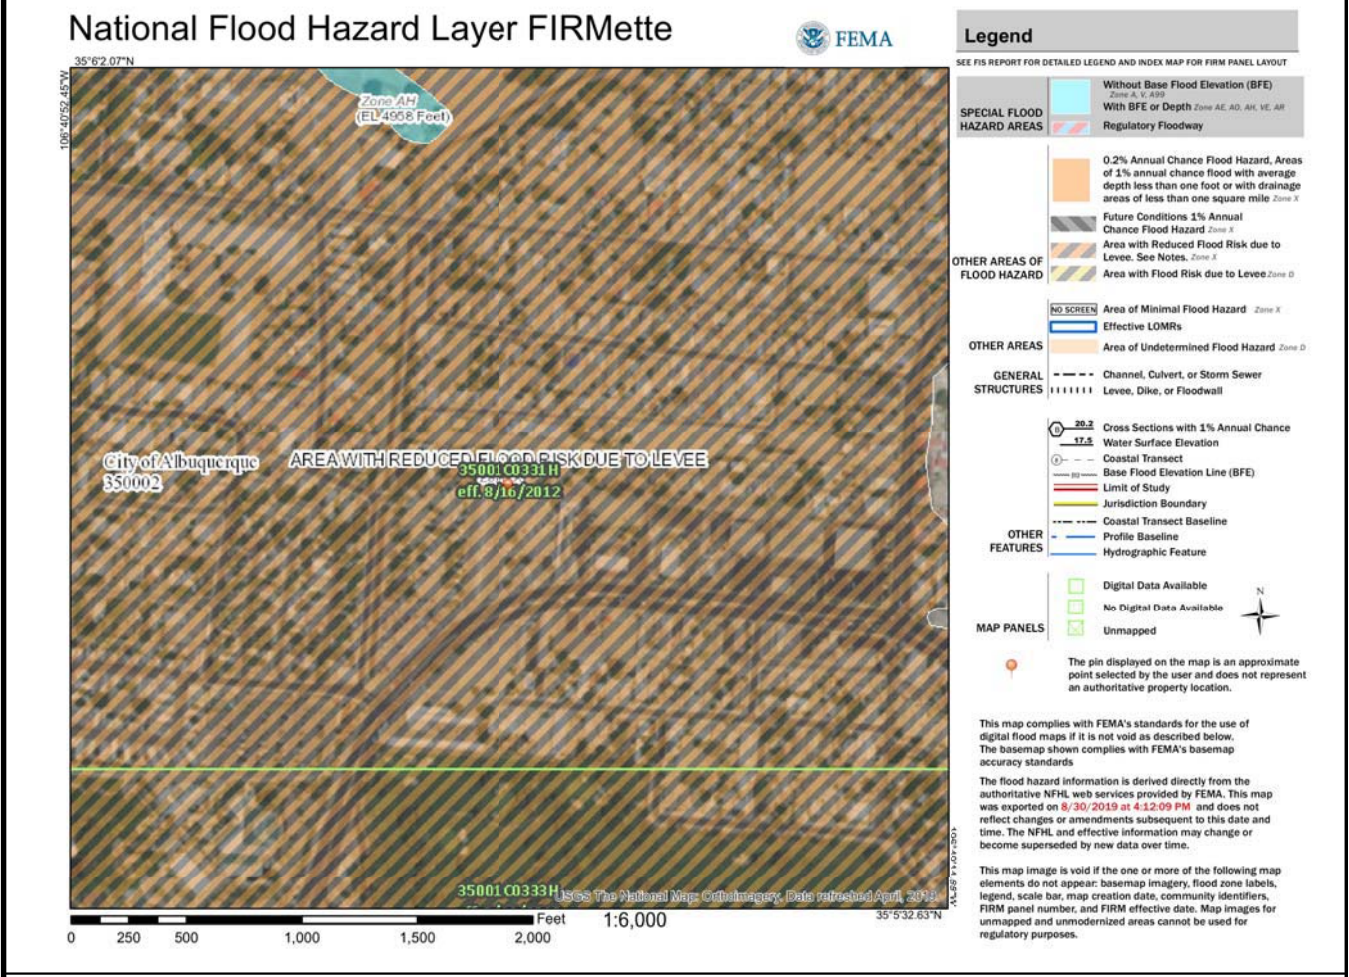 National Flood Hazard Layer FIRMette
FEMA
35°6'2.07"N
106°40'52.45"W
Zone AH
(EL 4958 Feet)
City of Albuquerque
350002
AREA WITH REDUCED FLOOD RISK DUE TO LEVEE
35001C0331H
eff. 8/16/2012
35001C0333H
USGS The National Map: Orthoimagery. Data refreshed April, 2019.
35°5'32.63"N
Feet
1:6,000
0
250
500
1,000
1,500
2,000
Legend
SEE FIS REPORT FOR DETAILED LEGEND AND INDEX MAP FOR FIRM PANEL LAYOUT
SPECIAL FLOOD
HAZARD AREAS
Without Base Flood Elevation (BFE)
Zone A, V, A99
With BFE or Depth Zone AE, AO, AH, VE, AR
Regulatory Floodway
OTHER AREAS OF
FLOOD HAZARD
0.2% Annual Chance Flood Hazard, Areas
of 1% annual chance flood with average
depth less than one foot or with drainage
areas of less than one square mile Zone X
Future Conditions 1% Annual
Chance Flood Hazard Zone X
Area with Reduced Flood Risk due to
Levee. See Notes. Zone X
Area with Flood Risk due to Levee Zone D
OTHER AREAS
NO SCREEN Area of Minimal Flood Hazard Zone X
Effective LOMRs
Area of Undetermined Flood Hazard Zone D
GENERAL
STRUCTURES
Channel, Culvert, or Storm Sewer
Levee, Dike, or Floodwall
OTHER
FEATURES
20.2 Cross Sections with 1% Annual Chance
17.5 Water Surface Elevation
Coastal Transect
Base Flood Elevation Line (BFE)
Limit of Study
Jurisdiction Boundary
Coastal Transect Baseline
Profile Baseline
Hydrographic Feature
MAP PANELS
Digital Data Available
No Digital Data Available
Unmapped
N
The pin displayed on the map is an approximate
point selected by the user and does not represent
an authoritative property location.
This map complies with FEMA's standards for the use of
digital flood maps if it is not void as described below.
The basemap shown complies with FEMA's basemap
accuracy standards
The flood hazard information is derived directly from the
authoritative NFHL web services provided by FEMA. This map
was exported on 8/30/2019 at 4:12:09 PM and does not
reflect changes or amendments subsequent to this date and
time. The NFHL and effective information may change or
become superseded by new data over time.
This map image is void if the one or more of the following map
elements do not appear: basemap imagery, flood zone labels,
legend, scale bar, map creation date, community identifiers,
FIRM panel number, and FIRM effective date. Map images for
unmapped and unmodernized areas cannot be used for
regulatory purposes.